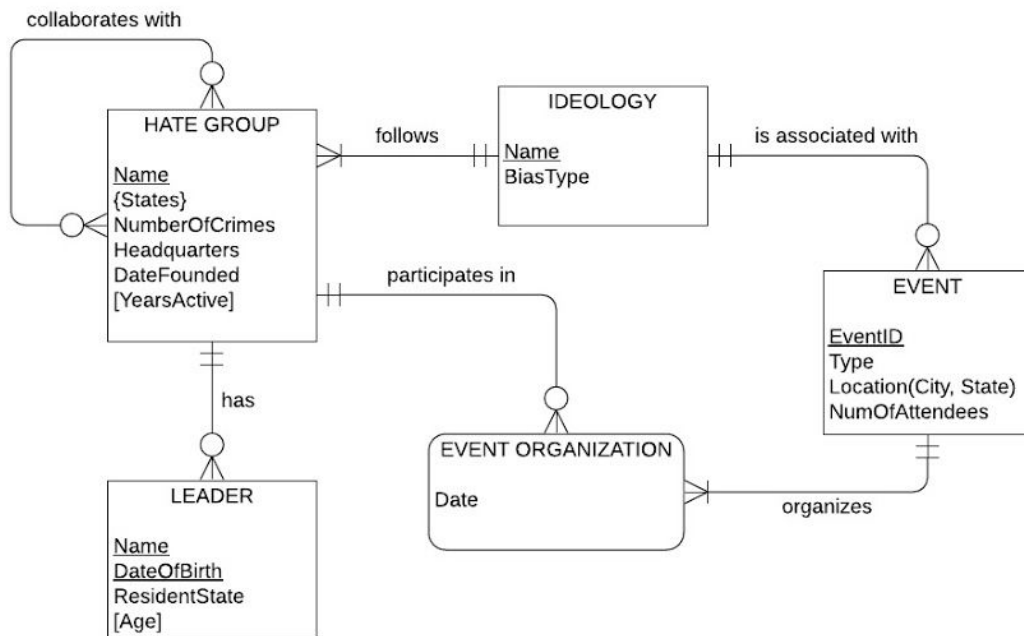 collaborates with
HATE GROUP
Name
{States}
NumberOfCrimes
Headquarters
DateFounded
[YearsActive]
follows
IDEOLOGY
Name
BiasType
is associated with
participates in
EVENT
EventID
Type
Location(City, State)
NumOfAttendees
has
EVENT ORGANIZATION
Date
organizes
LEADER
Name
DateOfBirth
ResidentState
[Age]